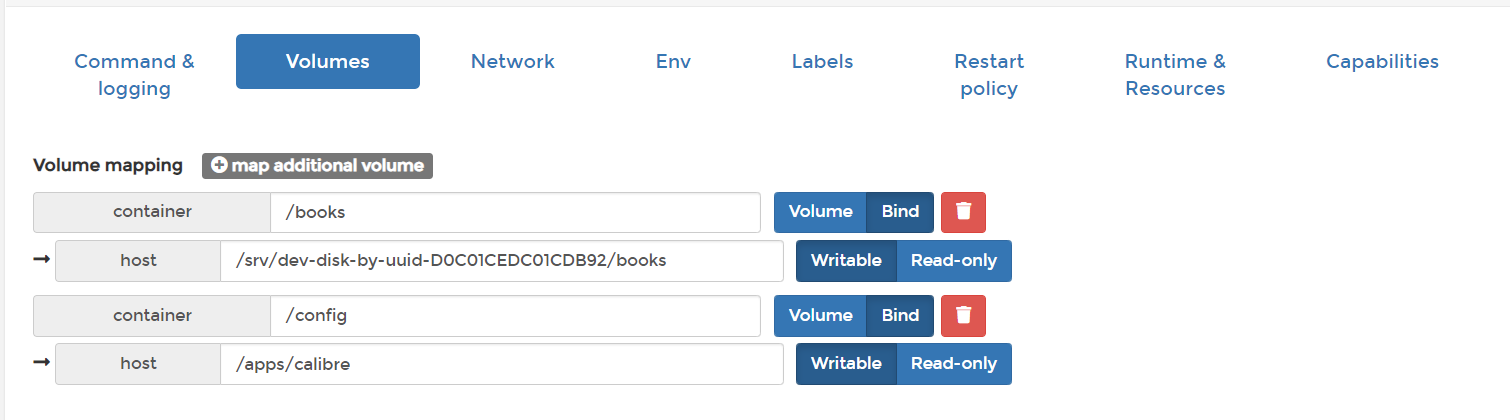 Command & logging
Volumes
Network
Env
Labels
Restart policy
Runtime & Resources
Capabilities
Volume mapping map additional volume
container /books Volume Bind
host /srv/dev-disk-by-uuid-D0C01CEDC01CDB92/books Writable Read-only
container /config Volume Bind
host /apps/calibre Writable Read-only